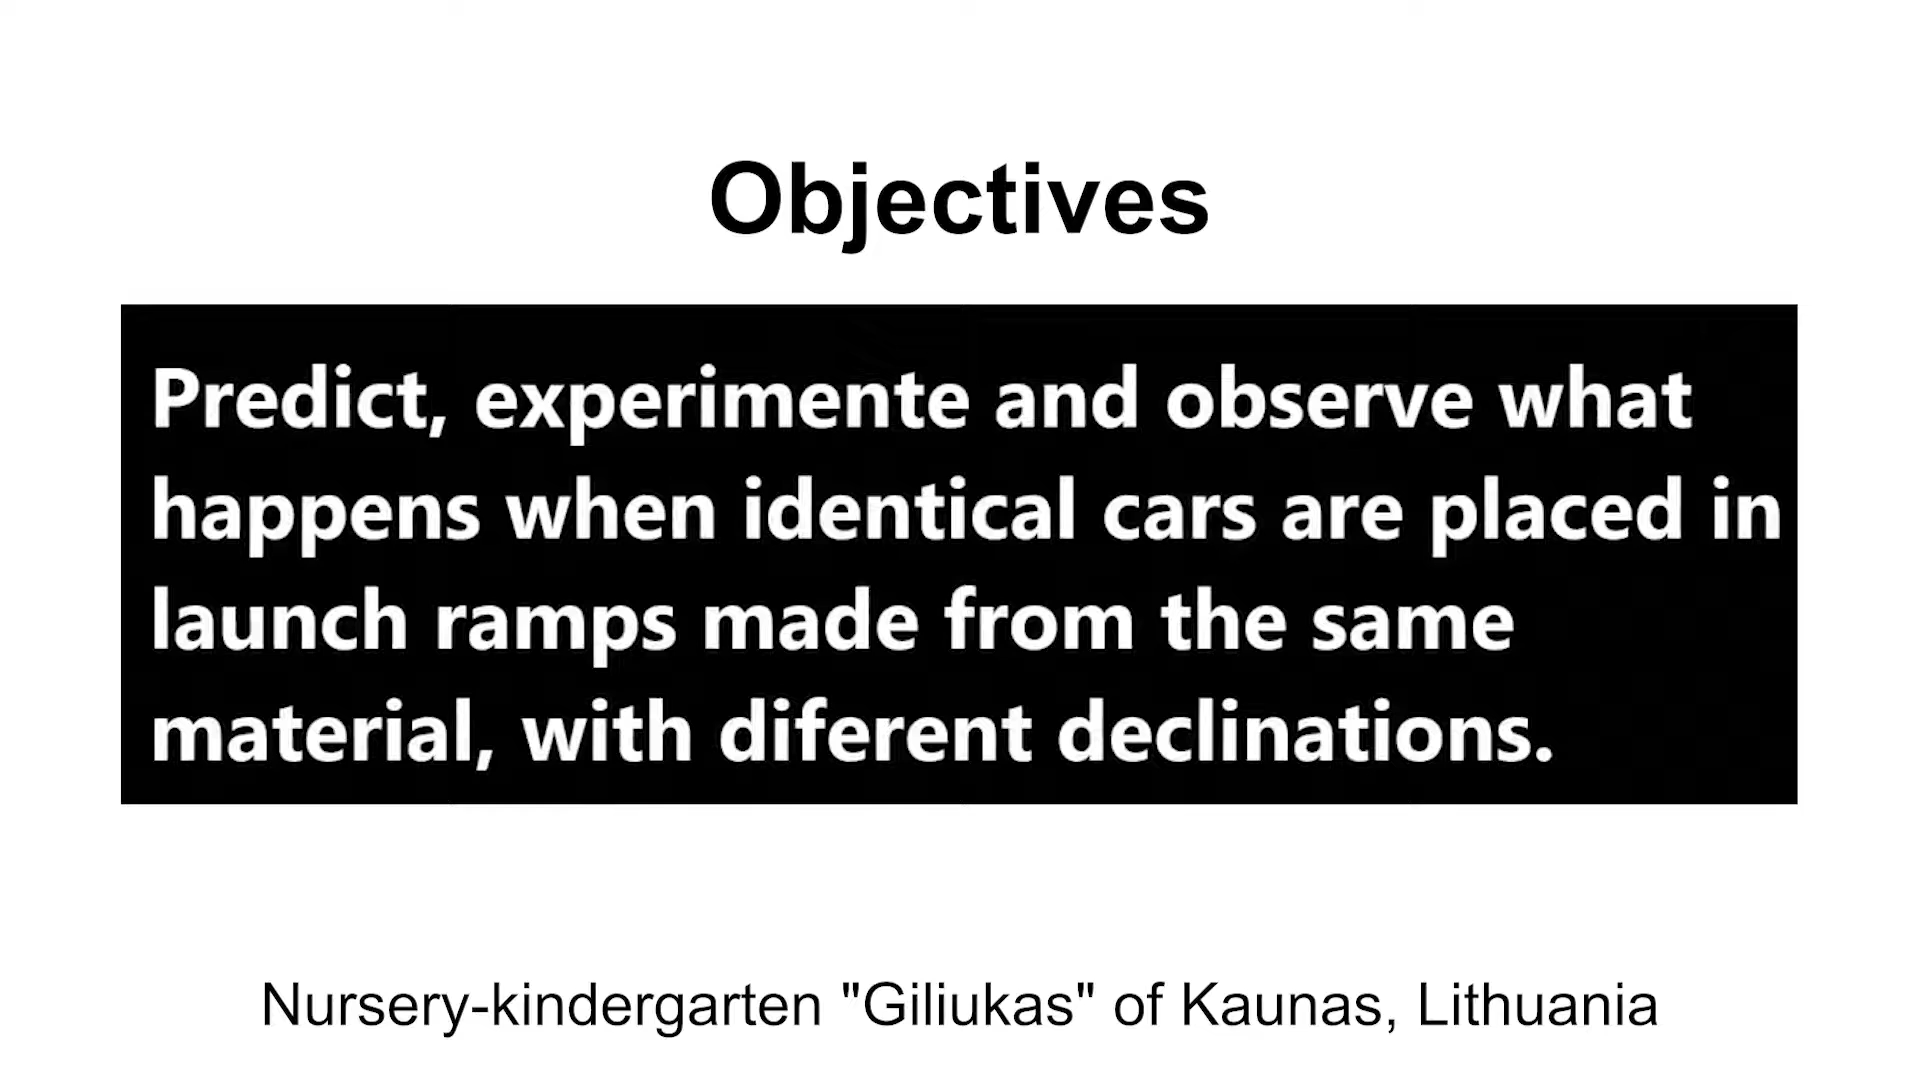 Objectives
Predict, experimente and observe what
happens when identical cars are placed in
launch ramps made from the same
material, with diferent declinations.
Nursery-kindergarten "Giliukas" of Kaunas, Lithuania